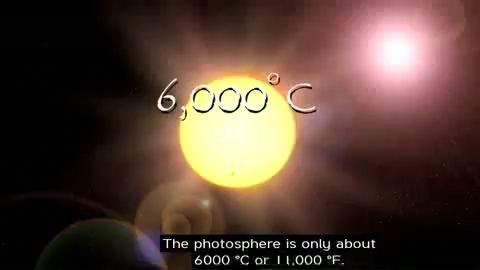 6,000°C
The photosphere is only about
6000 °C or 11,000 °F.